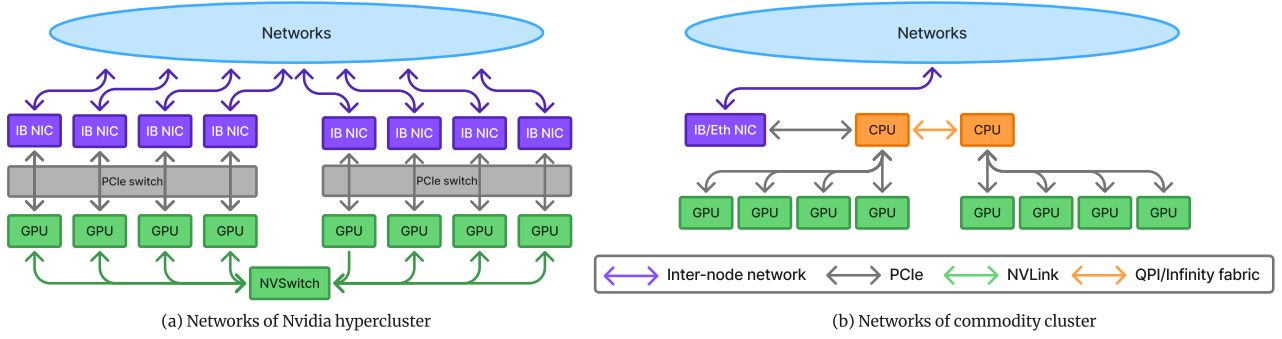 Networks
IB NIC IB NIC IB NIC IB NIC IB NIC IB NIC IB NIC IB NIC
PCIe switch PCIe switch
GPU GPU GPU GPU GPU GPU GPU GPU
NVSwitch
(a) Networks of Nvidia hypercluster
Networks
IB/Eth NIC CPU CPU
GPU GPU GPU GPU GPU GPU GPU GPU
Inter-node network PCIe NVLink QPI/Infinity fabric
(b) Networks of commodity cluster